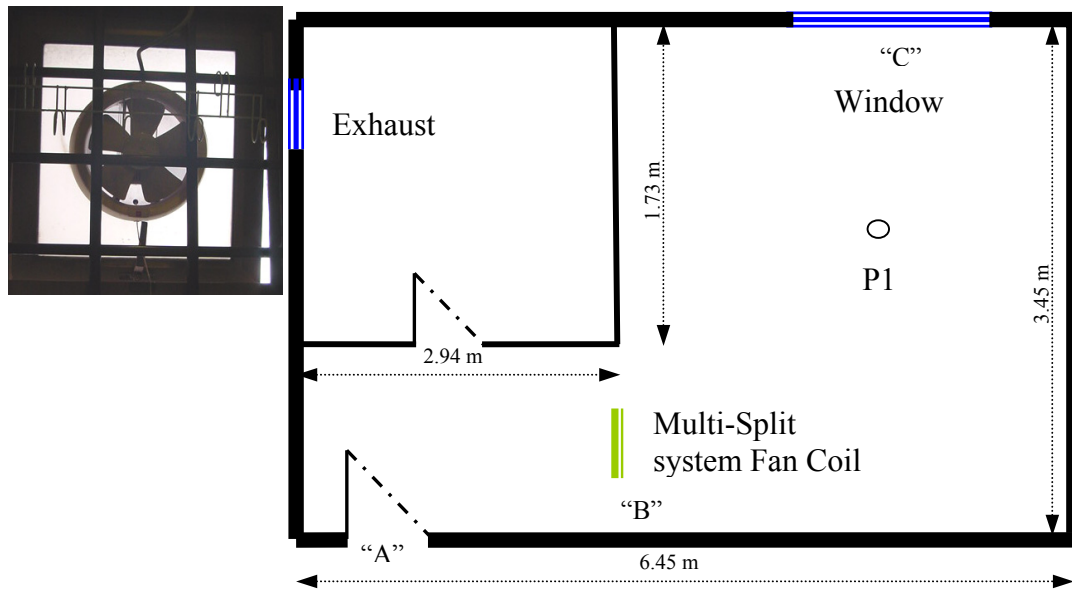 “C”
Window
Exhaust
1.73 m
P1
3.45 m
2.94 m
Multi-Split
system Fan Coil
“B”
“A”
6.45 m